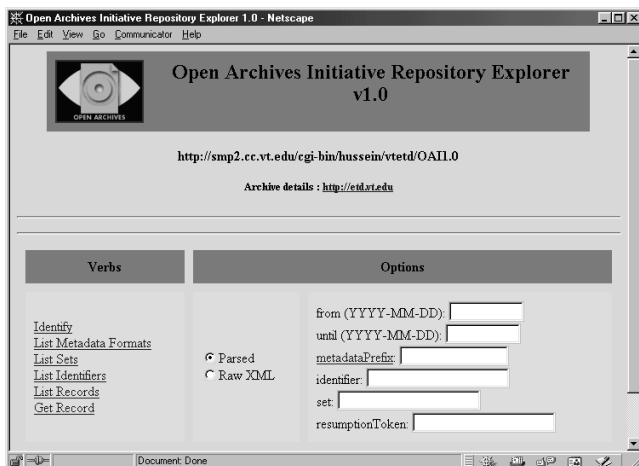 Open Archives Initiative Repository Explorer 1.0 - Netscape
File Edit View Go Communicator Help
OPEN ARCHIVES
Open Archives Initiative Repository Explorer
v1.0
http://smp2.cc.vt.edu/cgi-bin/hussein/vtetd/OAI1.0
Archive details : http://etd.vt.edu
Verbs
Options
Identify
List Metadata Formats
List Sets
List Identifiers
List Records
Get Record
Parsed
Raw XML
from (YYYY-MM-DD):
until (YYYY-MM-DD):
metadataPrefix:
identifier:
set:
resumptionToken:
Document: Done